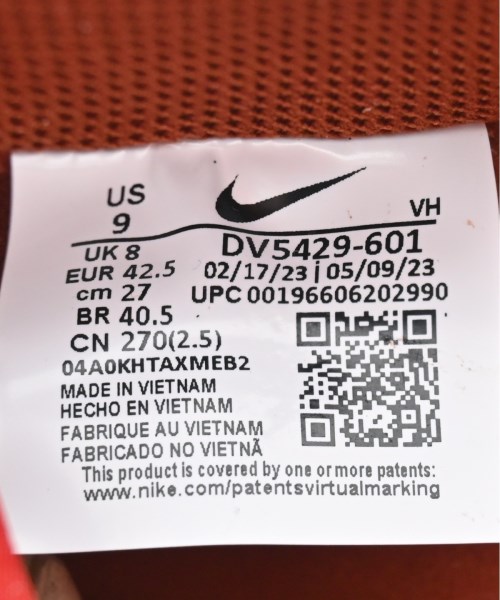 US
9
VH
UK 8
DV5429-601
EUR 42.5
02/17/23 | 05/09/23
cm 27
UPC 00196606202990
BR 40.5
CN 270(2.5)
04A0KHTAXMEB2
MADE IN VIETNAM
HECHO EN VIETNAM
FABRIQUE AU VIETNAM
FABRICADO NO VIETNÃ
This product is covered by one or more patents:
www.nike.com/patentsvirtualmarking